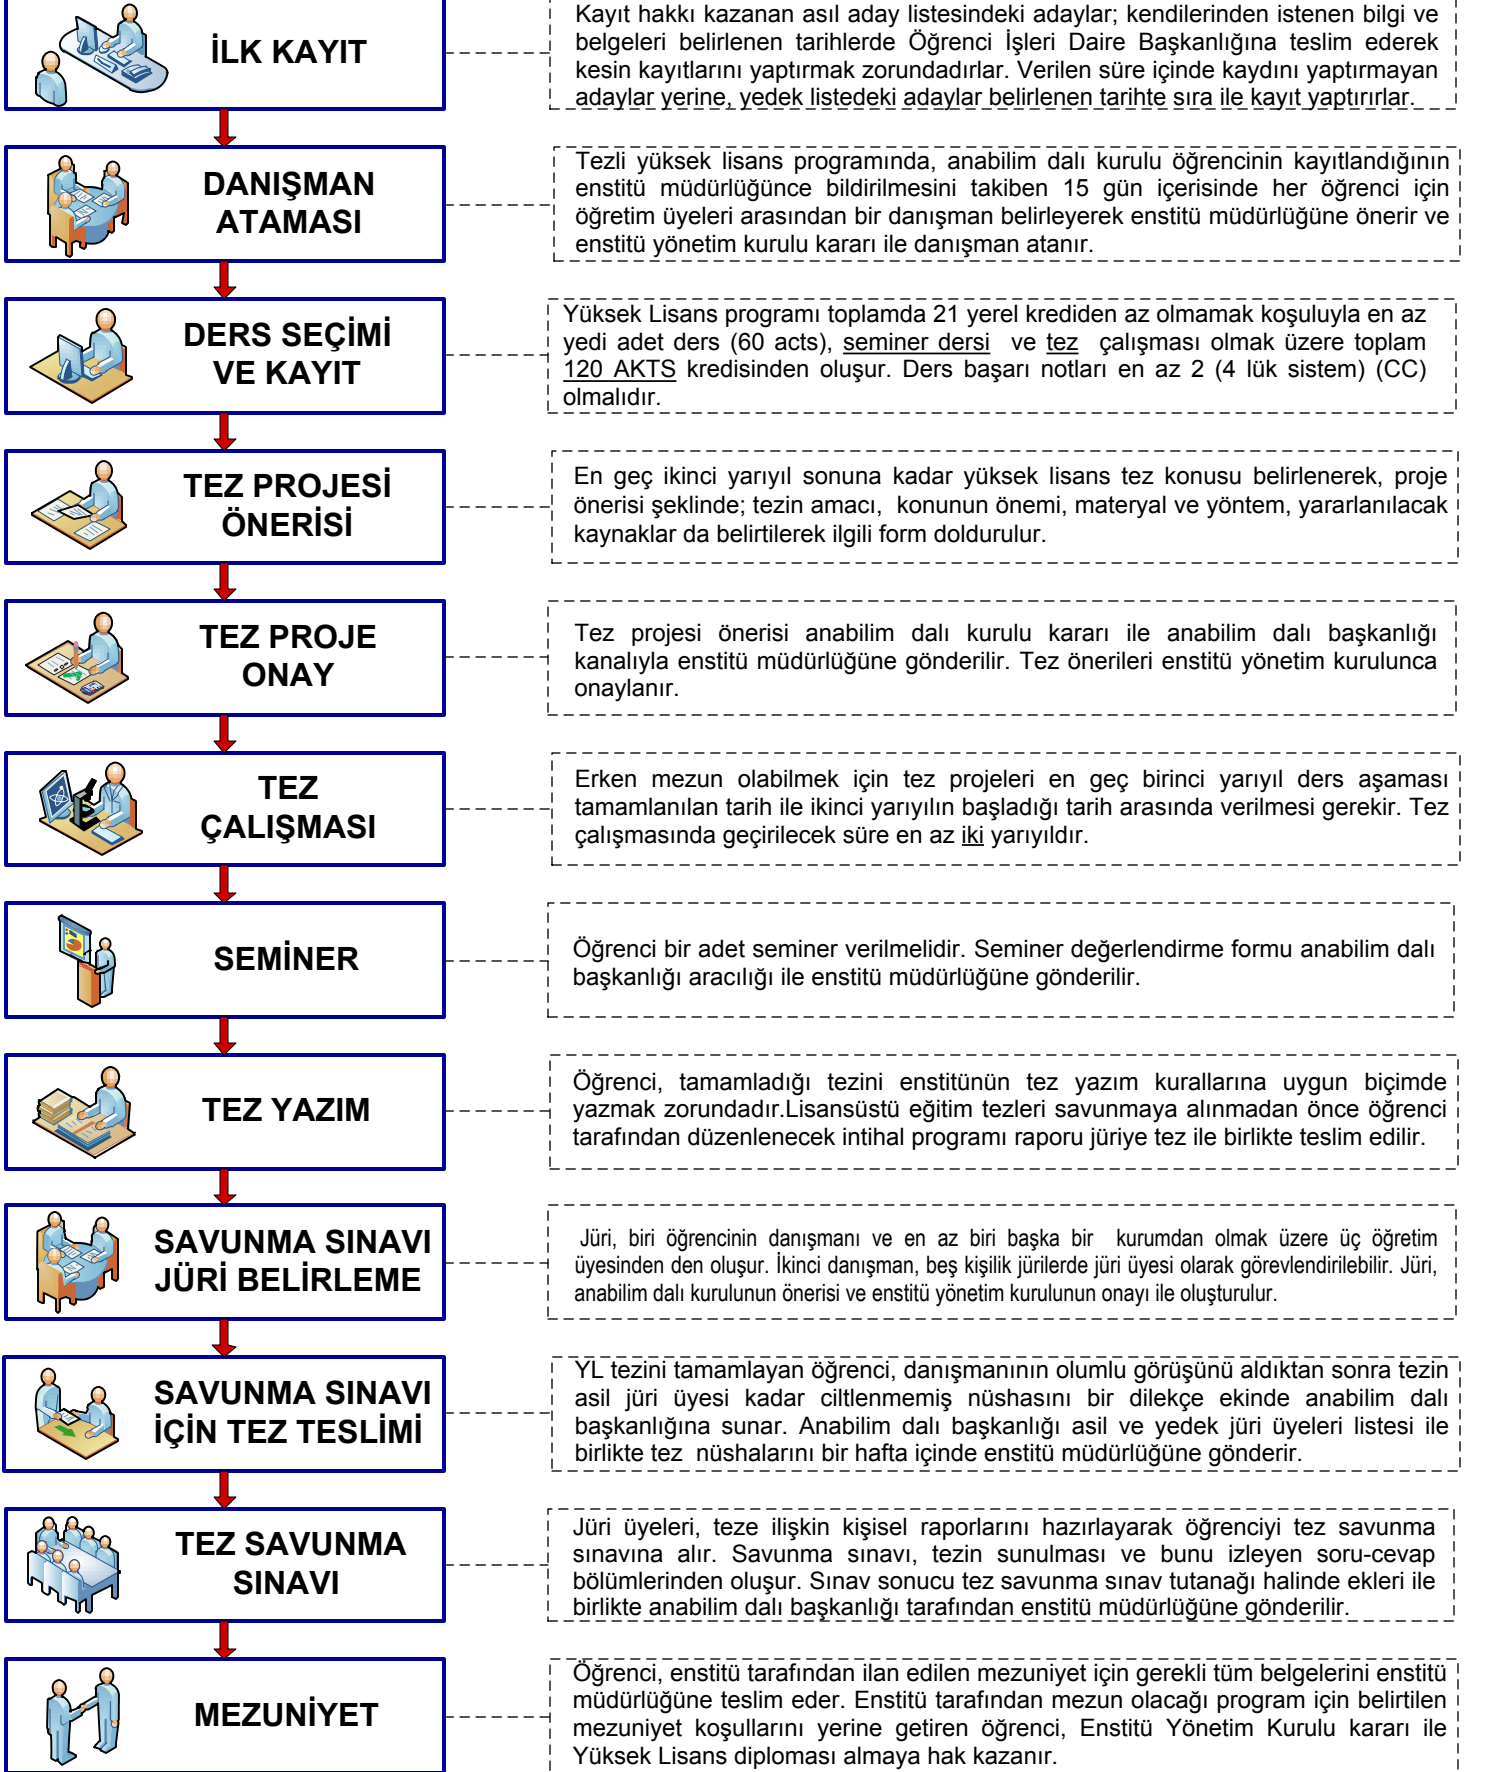 İLK KAYIT
Kayıt hakkı kazanan asıl aday listesindeki adaylar; kendilerinden istenen bilgi ve
belgeleri belirlenen tarihlerde Öğrenci İşleri Daire Başkanlığına teslim ederek
kesin kayıtlarını yaptırmak zorundadırlar. Verilen süre içinde kaydını yaptırmayan
adaylar yerine, yedek listedeki adaylar belirlenen tarihte sıra ile kayıt yaptırırlar.
DANIŞMAN
ATAMASI
Tezli yüksek lisans programında, anabilim dalı kurulu öğrencinin kayıtlandığının
enstitü müdürlüğünce bildirilmesini takiben 15 gün içerisinde her öğrenci için
öğretim üyeleri arasından bir danışman belirleyerek enstitü müdürlüğüne önerir ve
enstitü yönetim kurulu kararı ile danışman atanır.
DERS SEÇİMİ
VE KAYIT
Yüksek Lisans programı toplamda 21 yerel krediden az olmamak koşuluyla en az
yedi adet ders (60 acts), seminer dersi ve tez çalışması olmak üzere toplam
120 AKTS kredisinden oluşur. Ders başarı notları en az 2 (4 lük sistem) (CC)
olmalıdır.
TEZ PROJESİ
ÖNERİSİ
En geç ikinci yarıyıl sonuna kadar yüksek lisans tez konusu belirlenerek, proje
önerisi şeklinde; tezin amacı, konunun önemi, materyal ve yöntem, yararlanılacak
kaynaklar da belirtilerek ilgili form doldurulur.
TEZ PROJE
ONAY
Tez projesi önerisi anabilim dalı kurulu kararı ile anabilim dalı başkanlığı
kanalıyla enstitü müdürlüğüne gönderilir. Tez önerileri enstitü yönetim kurulunca
onaylanır.
TEZ
ÇALIŞMASI
Erken mezun olabilmek için tez projeleri en geç birinci yarıyıl ders aşaması
tamamlanılan tarih ile ikinci yarıyılın başladığı tarih arasında verilmesi gerekir. Tez
çalışmasında geçirilecek süre en az iki yarıyıldır.
SEMİNER
Öğrenci bir adet seminer verilmelidir. Seminer değerlendirme formu anabilim dalı
başkanlığı aracılığı ile enstitü müdürlüğüne gönderilir.
TEZ YAZIM
Öğrenci, tamamladığı tezini enstitünün tez yazım kurallarına uygun biçimde
yazmak zorundadır.Lisansüstü eğitim tezleri savunmaya alınmadan önce öğrenci
tarafından düzenlenecek intihal programı raporu jüriye tez ile birlikte teslim edilir.
SAVUNMA SINAVI
JÜRİ BELİRLEME
Jüri, biri öğrencinin danışmanı ve en az biri başka bir kurumdan olmak üzere üç öğretim
üyesinden den oluşur. İkinci danışman, beş kişilik jürilerde jüri üyesi olarak görevlendirilebilir. Jüri,
anabilim dalı kurulunun önerisi ve enstitü yönetim kurulunun onayı ile oluşturulur.
SAVUNMA SINAVI
İÇİN TEZ TESLİMİ
YL tezini tamamlayan öğrenci, danışmanının olumlu görüşünü aldıktan sonra tezin
asil jüri üyesi kadar ciltlenmemiş nüshasını bir dilekçe ekinde anabilim dalı
başkanlığına sunar. Anabilim dalı başkanlığı asil ve yedek jüri üyeleri listesi ile
birlikte tez nüshalarını bir hafta içinde enstitü müdürlüğüne gönderir.
TEZ SAVUNMA
SINAVI
Jüri üyeleri, teze ilişkin kişisel raporlarını hazırlayarak öğrenciyi tez savunma
sınavına alır. Savunma sınavı, tezin sunulması ve bunu izleyen soru-cevap
bölümlerinden oluşur. Sınav sonucu tez savunma sınav tutanağı halinde ekleri ile
birlikte anabilim dalı başkanlığı tarafından enstitü müdürlüğüne gönderilir.
MEZUNİYET
Öğrenci, enstitü tarafından ilan edilen mezuniyet için gerekli tüm belgelerini enstitü
müdürlüğüne teslim eder. Enstitü tarafından mezun olacağı program için belirtilen
mezuniyet koşullarını yerine getiren öğrenci, Enstitü Yönetim Kurulu kararı ile
Yüksek Lisans diploması almaya hak kazanır.